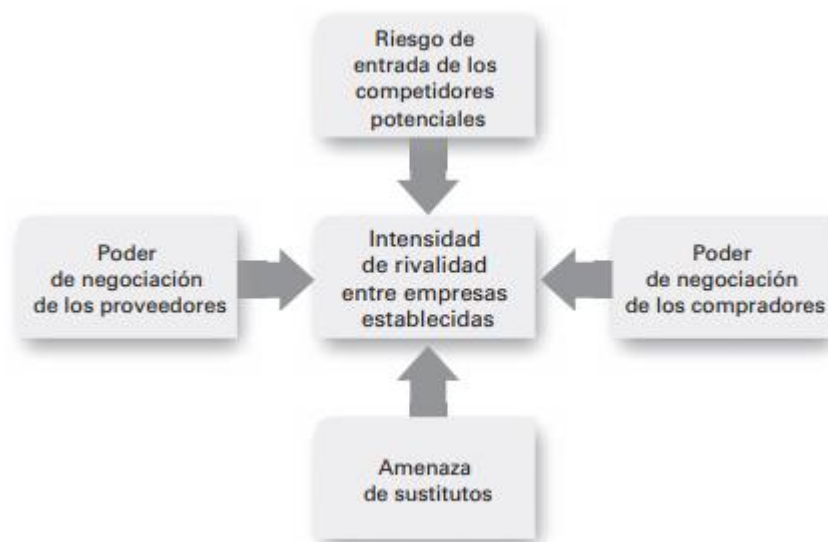 Riesgo de
entrada de los
competidores
potenciales
Poder
de negociación
de los proveedores
Intensidad
de rivalidad
entre empresas
establecidas
Poder
de negociación
de los compradores
Amenaza
de sustitutos